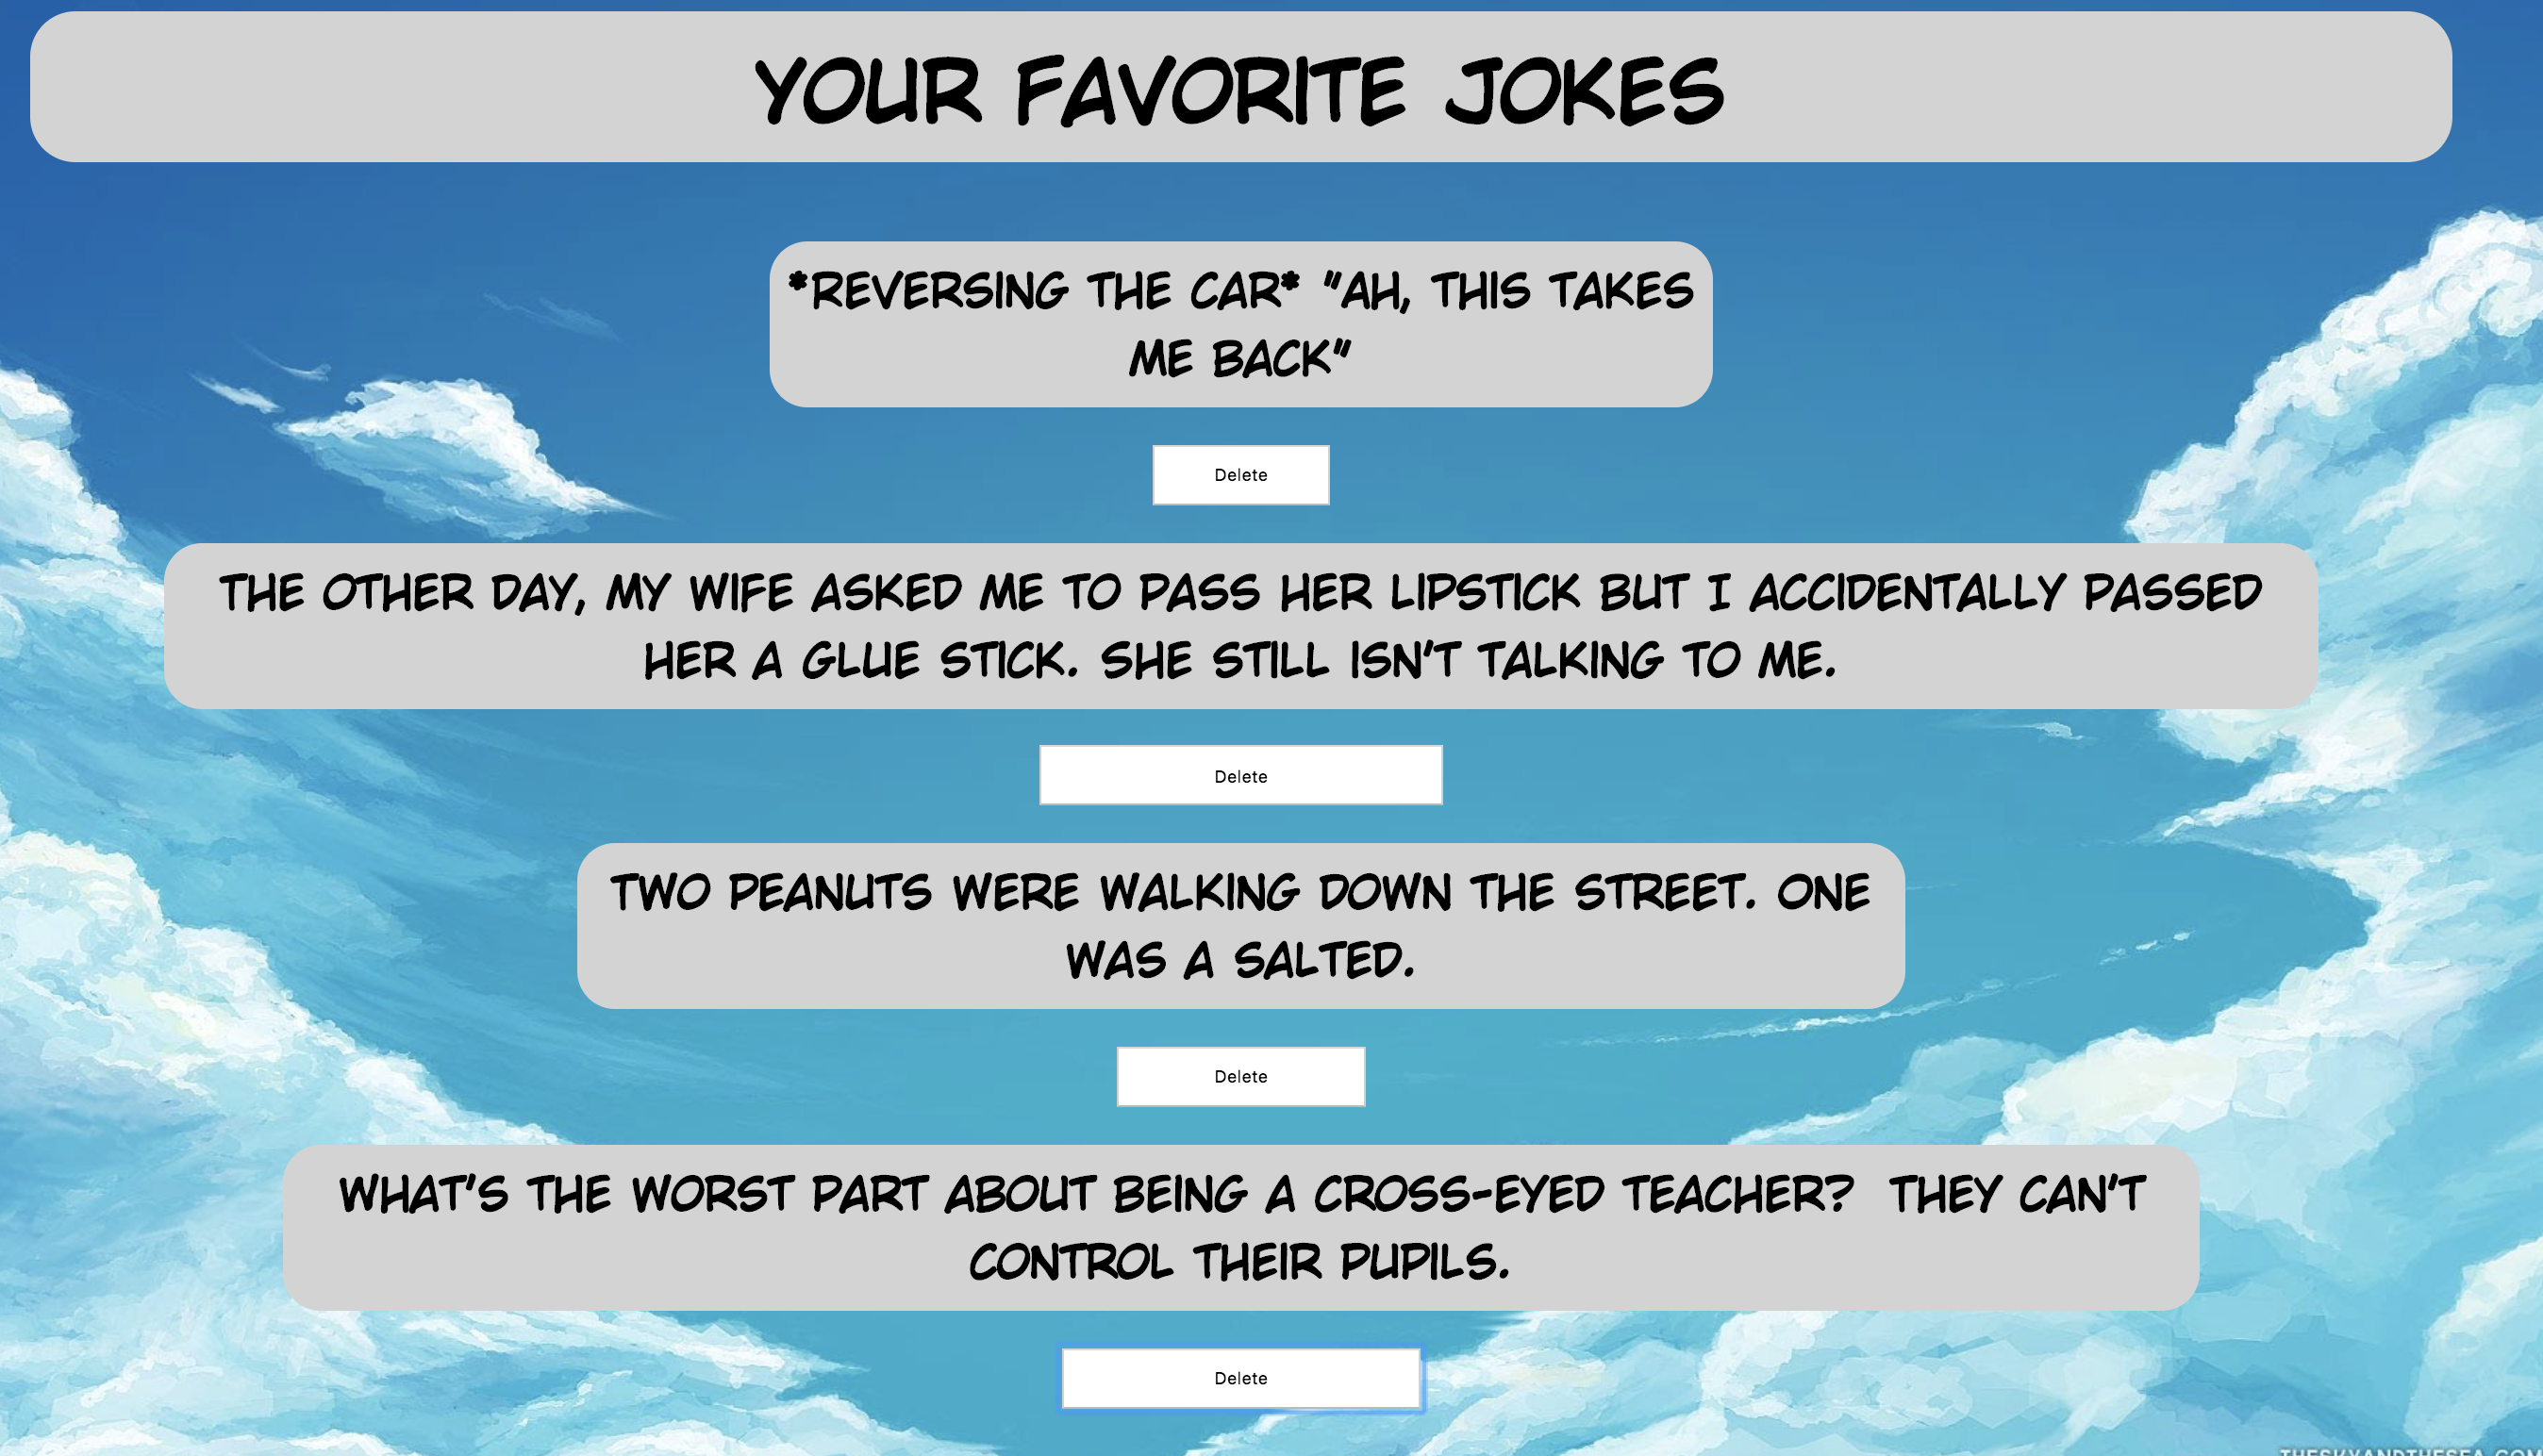 YOUR FAVORITE JOKES
*REVERSING THE CAR* "AH, THIS TAKES
ME BACK"
Delete
THE OTHER DAY, MY WIFE ASKED ME TO PASS HER LIPSTICK BUT I ACCIDENTALLY PASSED
HER A GLUE STICK. SHE STILL ISN'T TALKING TO ME.
Delete
TWO PEANUTS WERE WALKING DOWN THE STREET. ONE
WAS A SALTED.
Delete
WHAT'S THE WORST PART ABOUT BEING A CROSS-EYED TEACHER? THEY CAN'T
CONTROL THEIR PUPILS.
Delete
THESKYANDTHESEA.COM